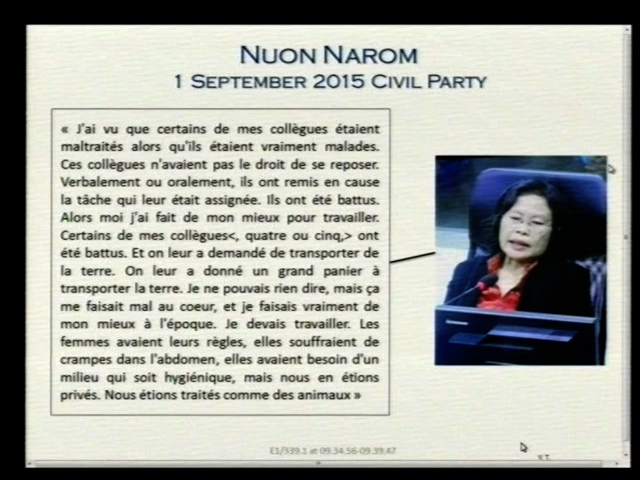 NUON NAROM
1 SEPTEMBER 2015 CIVIL PARTY
« J'ai vu que certains de mes collègues étaient
maltraités alors qu'ils étaient vraiment malades.
Ces collègues n'avaient pas le droit de se reposer.
Verbalement ou oralement, ils ont remis en cause
la tâche qui leur était assignée. Ils ont été battus.
Alors moi j'ai fait de mon mieux pour travailler.
Certains de mes collègues<, quatre ou cinq,> ont
été battus. Et on leur a demandé de transporter de
la terre. On leur a donné un grand panier à
transporter la terre. Je ne pouvais rien dire, mais ça
me faisait mal au coeur, et je faisais vraiment de
mon mieux à l'époque. Je devais travailler. Les
femmes avaient leurs règles, elles souffraient de
crampes dans l'abdomen, elles avaient besoin d'un
milieu qui soit hygiénique, mais nous en étions
privés. Nous étions traités comme des animaux »
E1/339.1 at 09.34.56-09.39:47
V.T.